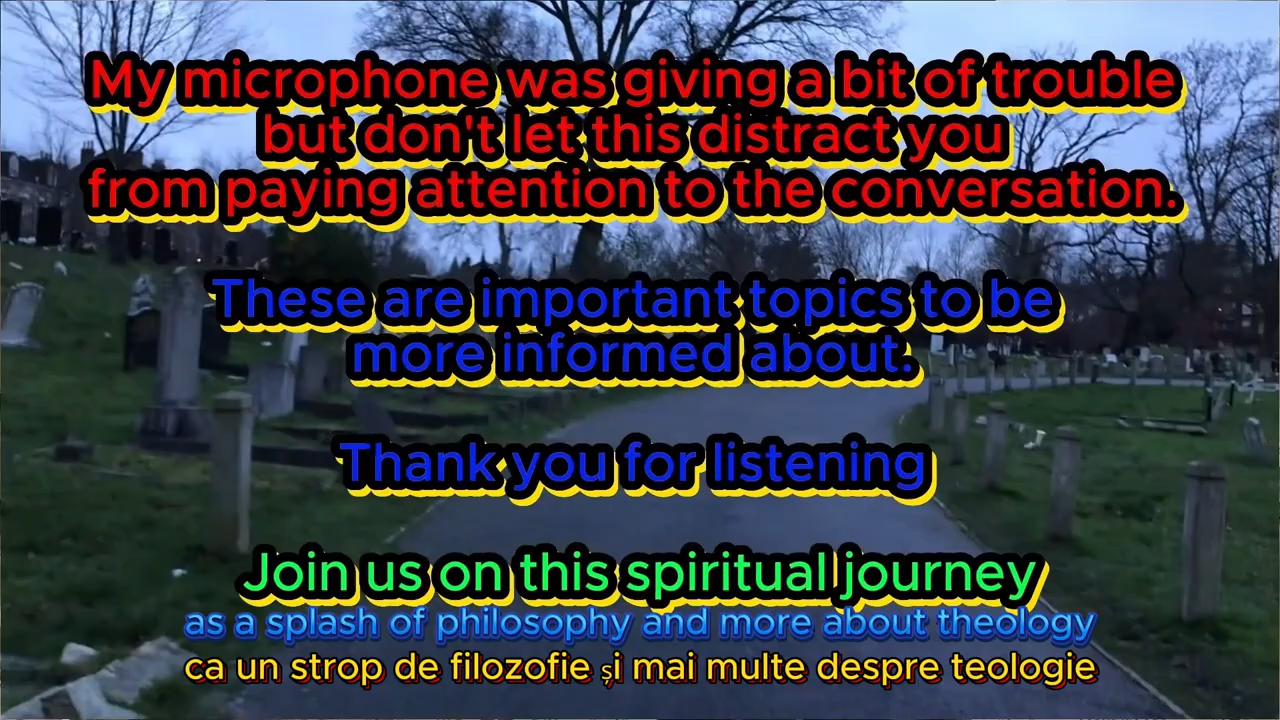 My microphone was giving a bit of trouble
but don't let this distract you
from paying attention to the conversation.
These are important topics to be
more informed about.
Thank you for listening
Join us on this spiritual journey
as a splash of philosophy and more about theology
ca un strop de filozofie și mai multe despre teologie